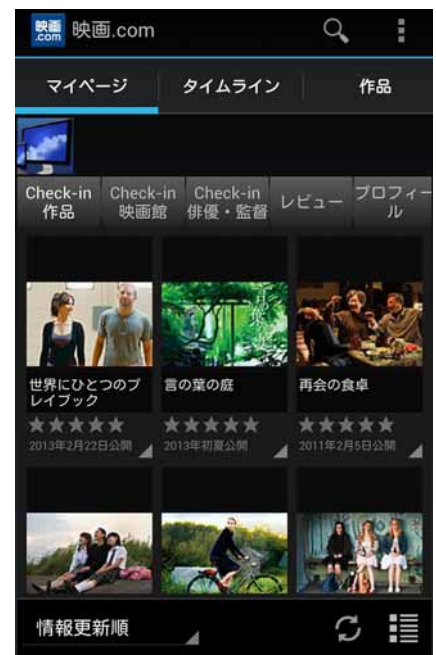 映画
.com
映画.com
マイページ
タイムライン
作品
Check-in
作品
Check-in
映画館
Check-in
俳優・監督
レビュー
プロフィー
ル
世界にひとつのプ
レイブック
言の葉の庭
再会の食卓
2013年2月22日公開
2013年初夏公開
2011年2月5日公開
情報更新順